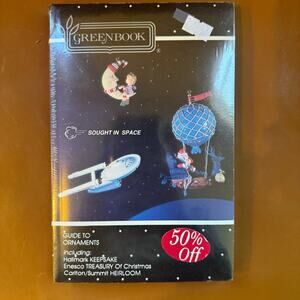 GREENBOOK
SOUGHT IN SPACE
GUIDE TO
ORNAMENTS
including:
Hallmark KEEPSAKE
Enesco TREASURY Of Christmas
Carlton/Summit HEIRLOOM
50%
Off